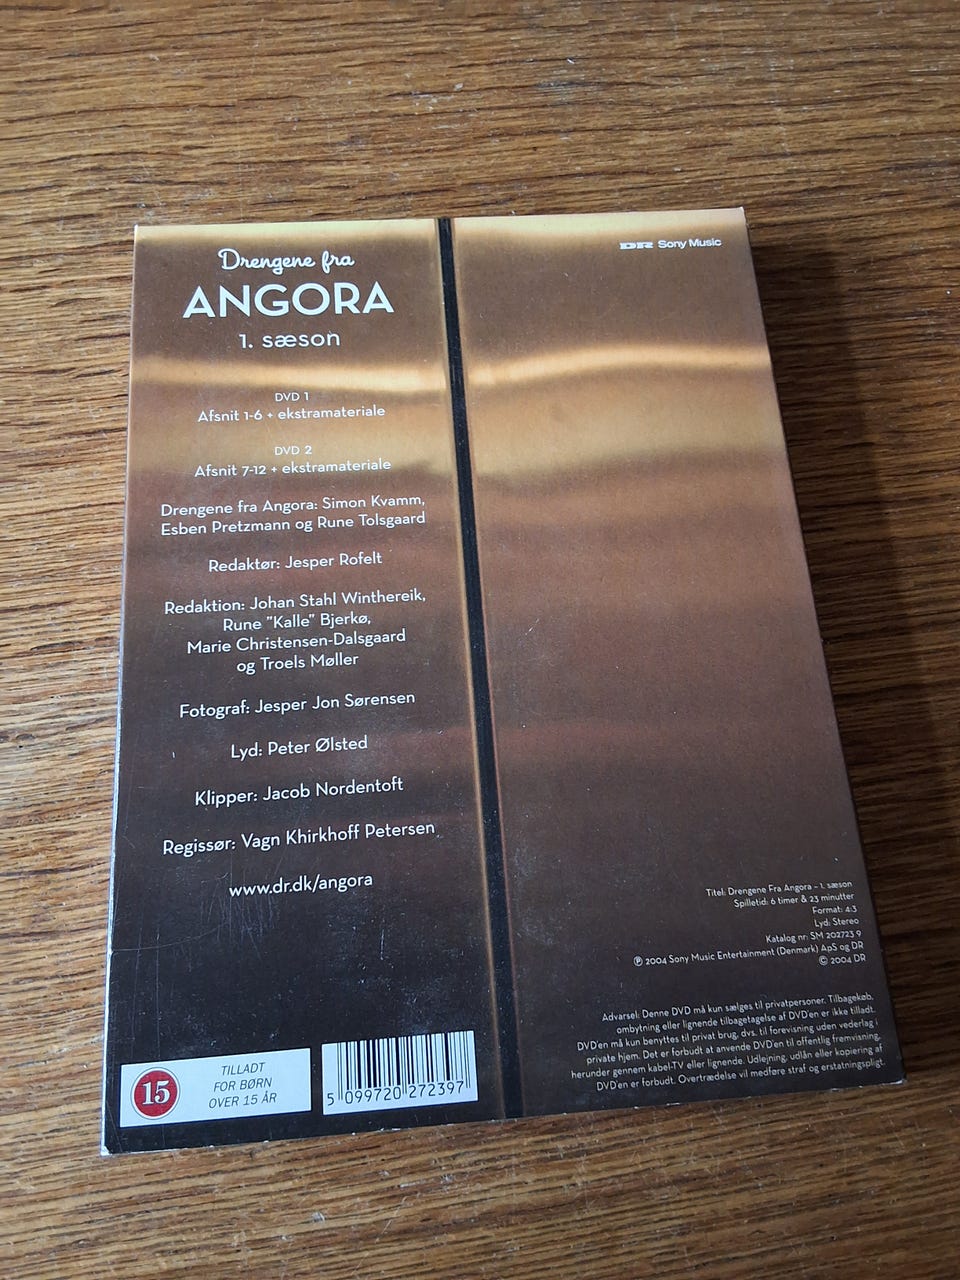 Drengene fra
ANGORA
1. sæson
DVD 1
Afsnit 1-6 + ekstramateriale
DVD 2
Afsnit 7-12 + ekstramateriale
Drengene fra Angora: Simon Kvamm,
Esben Pretzmann og Rune Tolsgaard
Redaktør: Jesper Rofelt
Redaktion: Johan Stahl Winthereik,
Rune "Kalle" Bjerkø,
Marie Christensen-Dalsgaard
og Troels Møller
Fotograf: Jesper Jon Sørensen
Lyd: Peter Ølsted
Klipper: Jacob Nordentoft
Regissør: Vagn Khirkhoff Petersen
www.dr.dk/angora
15
TILLADT
FOR BØRN
OVER 15 ÅR
5 099720 272397
DR Sony Music
Titel: Drengene Fra Angora – 1. sæson
Spilletid: 6 timer & 23 minutter
Format: 4:3
Lyd: Stereo
Katalog nr: SM 202723 9
℗ 2004 Sony Music Entertainment (Denmark) ApS og DR
© 2004 DR
Advarsel: Denne DVD må kun sælges til privatpersoner. Tilbagekøb,
ombytning eller lignende tilbagetagelse af DVD'en er ikke tilladt.
DVD'en må kun benyttes til privat brug, dvs. til forevisning uden vederlag i
private hjem. Det er forbudt at anvende DVD'en til offentlig fremvisning,
herunder gennem kabel-TV eller lignende. Udlejning, udlån eller kopiering af
DVD'en er forbudt. Overtrædelse vil medføre straf og erstatningspligt.